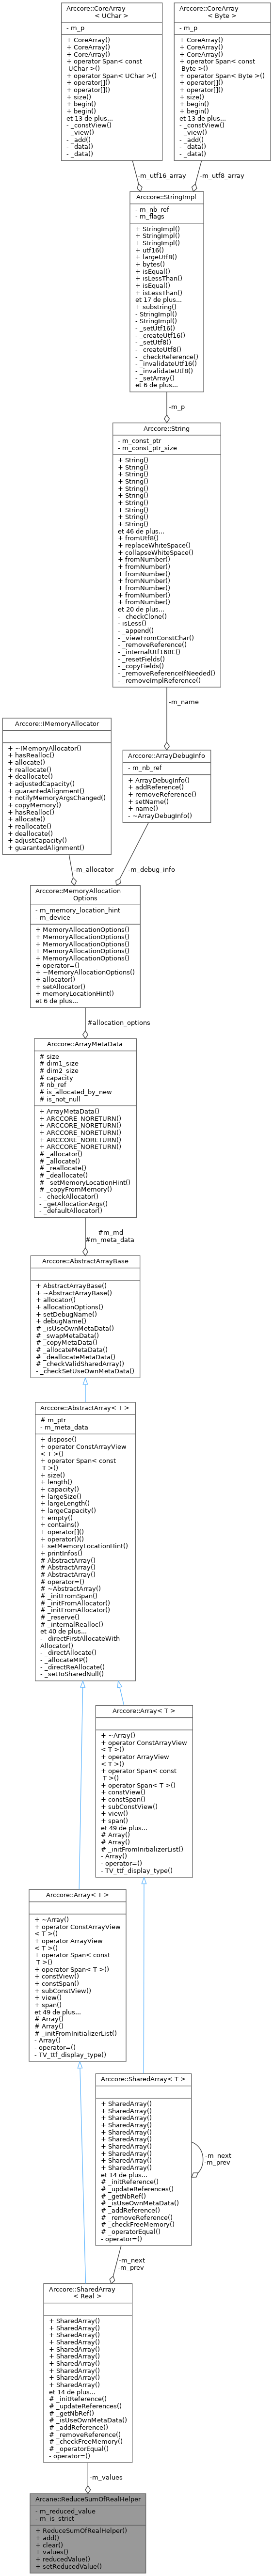 Arccore::CoreArray
< UChar >
- m_p
+ CoreArray()
+ CoreArray()
+ CoreArray()
+ operator Span< const
UChar >()
+ operator Span< UChar >()
+ operator[]()
+ operator[]()
+ size()
+ begin()
+ begin()
et 13 de plus...
- _constView()
- _view()
- _add()
- _data()
- _data()
Arccore::CoreArray
< Byte >
- m_p
+ CoreArray()
+ CoreArray()
+ CoreArray()
+ operator Span< const
Byte >()
+ operator Span< Byte >()
+ operator[]()
+ operator[]()
+ size()
+ begin()
+ begin()
et 13 de plus...
- _constView()
- _view()
- _add()
- _data()
- _data()
-m_utf16_array
-m_utf8_array
Arccore::StringImpl
- m_nb_ref
- m_flags
+ StringImpl()
+ StringImpl()
+ StringImpl()
+ utf16()
+ largeUtf8()
+ bytes()
+ isEqual()
+ isLessThan()
+ isEqual()
+ isLessThan()
et 17 de plus...
+ substring()
- StringImpl()
- StringImpl()
- _setUtf16()
- _createUtf16()
- _setUtf8()
- _createUtf8()
- _checkReference()
- _invalidateUtf16()
- _invalidateUtf8()
- _setArray()
et 6 de plus...
-m_p
Arccore::String
- m_const_ptr
- m_const_ptr_size
+ String()
+ String()
+ String()
+ String()
+ String()
+ String()
+ String()
+ String()
+ String()
+ String()
et 46 de plus...
+ fromUtf8()
+ replaceWhiteSpace()
+ collapseWhiteSpace()
+ fromNumber()
+ fromNumber()
+ fromNumber()
+ fromNumber()
+ fromNumber()
+ fromNumber()
+ fromNumber()
et 20 de plus...
- _checkClone()
- isLess()
- _append()
- _viewFromConstChar()
- _removeReference()
- _internalUtf16BE()
- _resetFields()
- _copyFields()
- _removeReferenceIfNeeded()
- _removeImplReference()
-m_name
Arccore::IMemoryAllocator
+ ~IMemoryAllocator()
+ hasRealloc()
+ allocate()
+ reallocate()
+ deallocate()
+ adjustedCapacity()
+ guarantedAlignment()
+ notifyMemoryArgsChanged()
+ copyMemory()
+ hasRealloc()
+ allocate()
+ reallocate()
+ deallocate()
+ adjustCapacity()
+ guarantedAlignment()
Arccore::ArrayDebugInfo
- m_nb_ref
+ ArrayDebugInfo()
+ addReference()
+ removeReference()
+ setName()
+ name()
- ~ArrayDebugInfo()
-m_allocator
-m_debug_info
Arccore::MemoryAllocation
Options
- m_memory_location_hint
- m_device
+ MemoryAllocationOptions()
+ MemoryAllocationOptions()
+ MemoryAllocationOptions()
+ MemoryAllocationOptions()
+ MemoryAllocationOptions()
+ operator=()
+ ~MemoryAllocationOptions()
+ allocator()
+ setAllocator()
+ memoryLocationHint()
et 6 de plus...
#allocation_options
Arccore::ArrayMetaData
# size
# dim1_size
# dim2_size
# capacity
# nb_ref
# is_allocated_by_new
# is_not_null
+ ArrayMetaData()
+ ARCCORE_NORETURN()
+ ARCCORE_NORETURN()
+ ARCCORE_NORETURN()
+ ARCCORE_NORETURN()
+ ARCCORE_NORETURN()
# _allocator()
# _allocate()
# _reallocate()
# _deallocate()
# _setMemoryLocationHint()
# _copyFromMemory()
- _checkAllocator()
- _getAllocationArgs()
- _defaultAllocator()
#m_md
#m_meta_data
Arccore::AbstractArrayBase
+ AbstractArrayBase()
+ ~AbstractArrayBase()
+ allocator()
+ allocationOptions()
+ setDebugName()
+ debugName()
# _isUseOwnMetaData()
# _swapMetaData()
# _copyMetaData()
# _allocateMetaData()
# _deallocateMetaData()
# _checkValidSharedArray()
- _checkSetUseOwnMetaData()
Arccore::AbstractArray< T >
# m_ptr
- m_meta_data
+ dispose()
+ operator ConstArrayView
< T >()
+ operator Span< const
T >()
+ size()
+ length()
+ capacity()
+ largeSize()
+ largeLength()
+ largeCapacity()
+ empty()
+ contains()
+ operator[]()
+ operator()()
+ setMemoryLocationHint()
+ printInfos()
# AbstractArray()
# AbstractArray()
# AbstractArray()
# operator=()
# ~AbstractArray()
# _initFromSpan()
# _initFromAllocator()
# _initFromAllocator()
# _reserve()
# _internalRealloc()
et 40 de plus...
- _directFirstAllocateWith
Allocator()
- _directAllocate()
- _allocateMP()
- _directReAllocate()
- _setToSharedNull()
Arccore::Array< T >
+ ~Array()
+ operator ConstArrayView
< T >()
+ operator ArrayView
< T >()
+ operator Span< const
T >()
+ operator Span< T >()
+ constView()
+ constSpan()
+ subConstView()
+ view()
+ span()
et 49 de plus...
# Array()
# Array()
# _initFromInitializerList()
- Array()
- operator=()
- TV_ttf_display_type()
Arccore::Array< T >
+ ~Array()
+ operator ConstArrayView
< T >()
+ operator ArrayView
< T >()
+ operator Span< const
T >()
+ operator Span< T >()
+ constView()
+ constSpan()
+ subConstView()
+ view()
+ span()
et 49 de plus...
# Array()
# Array()
# _initFromInitializerList()
- Array()
- operator=()
- TV_ttf_display_type()
Arccore::SharedArray< T >
+ SharedArray()
+ SharedArray()
+ SharedArray()
+ SharedArray()
+ SharedArray()
+ SharedArray()
+ SharedArray()
+ SharedArray()
+ SharedArray()
+ SharedArray()
et 14 de plus...
# _initReference()
# _updateReferences()
# _getNbRef()
# _isUseOwnMetaData()
# _addReference()
# _removeReference()
# _checkFreeMemory()
# _operatorEqual()
- operator=()
-m_next
-m_prev
-m_next
-m_prev
Arccore::SharedArray
< Real >
+ SharedArray()
+ SharedArray()
+ SharedArray()
+ SharedArray()
+ SharedArray()
+ SharedArray()
+ SharedArray()
+ SharedArray()
+ SharedArray()
+ SharedArray()
et 14 de plus...
# _initReference()
# _updateReferences()
# _getNbRef()
# _isUseOwnMetaData()
# _addReference()
# _removeReference()
# _checkFreeMemory()
# _operatorEqual()
- operator=()
-m_values
Arcane::ReduceSumOfRealHelper
- m_reduced_value
- m_is_strict
+ ReduceSumOfRealHelper()
+ add()
+ clear()
+ values()
+ reducedValue()
+ setReducedValue()